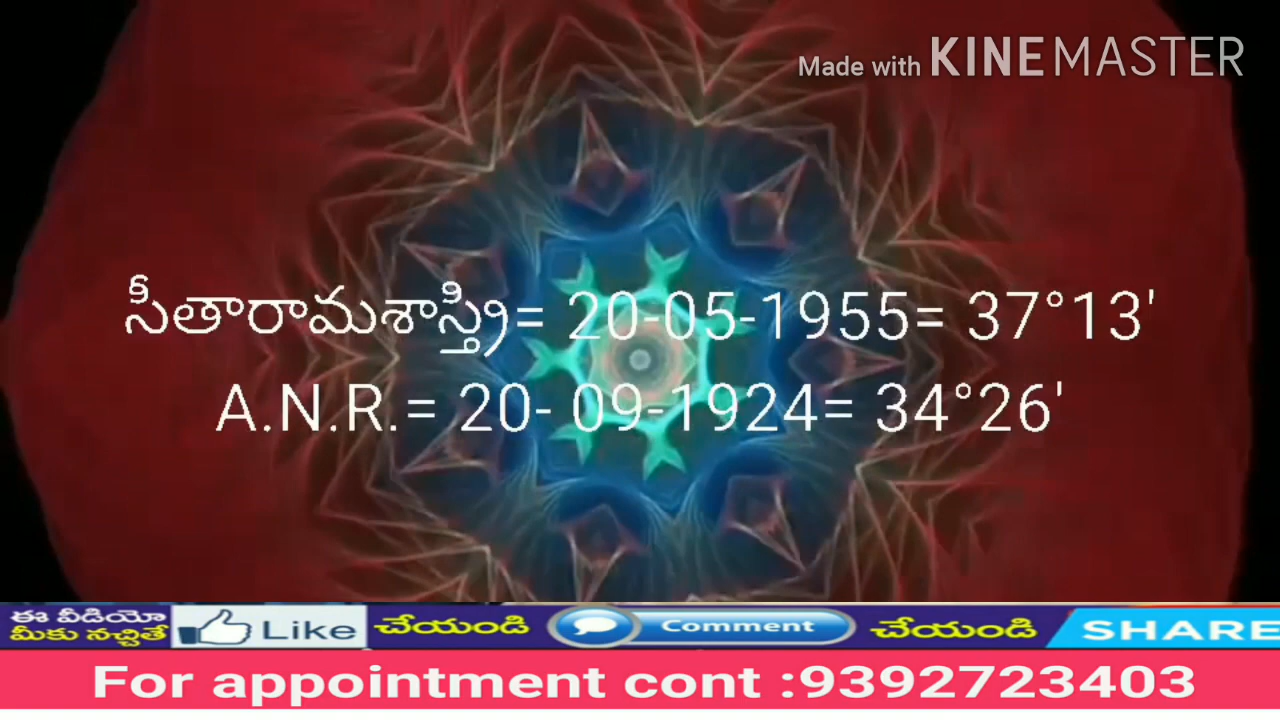 Made with KINEMASTER
సీతారామశాస్త్రి= 20-05-1955= 37°13'
A.N.R.= 20- 09-1924= 34°26'
ఈ వీడియో
మీకు నచ్చితే Like చేయండి Comment చేయండి SHARE
For appointment cont :9392723403